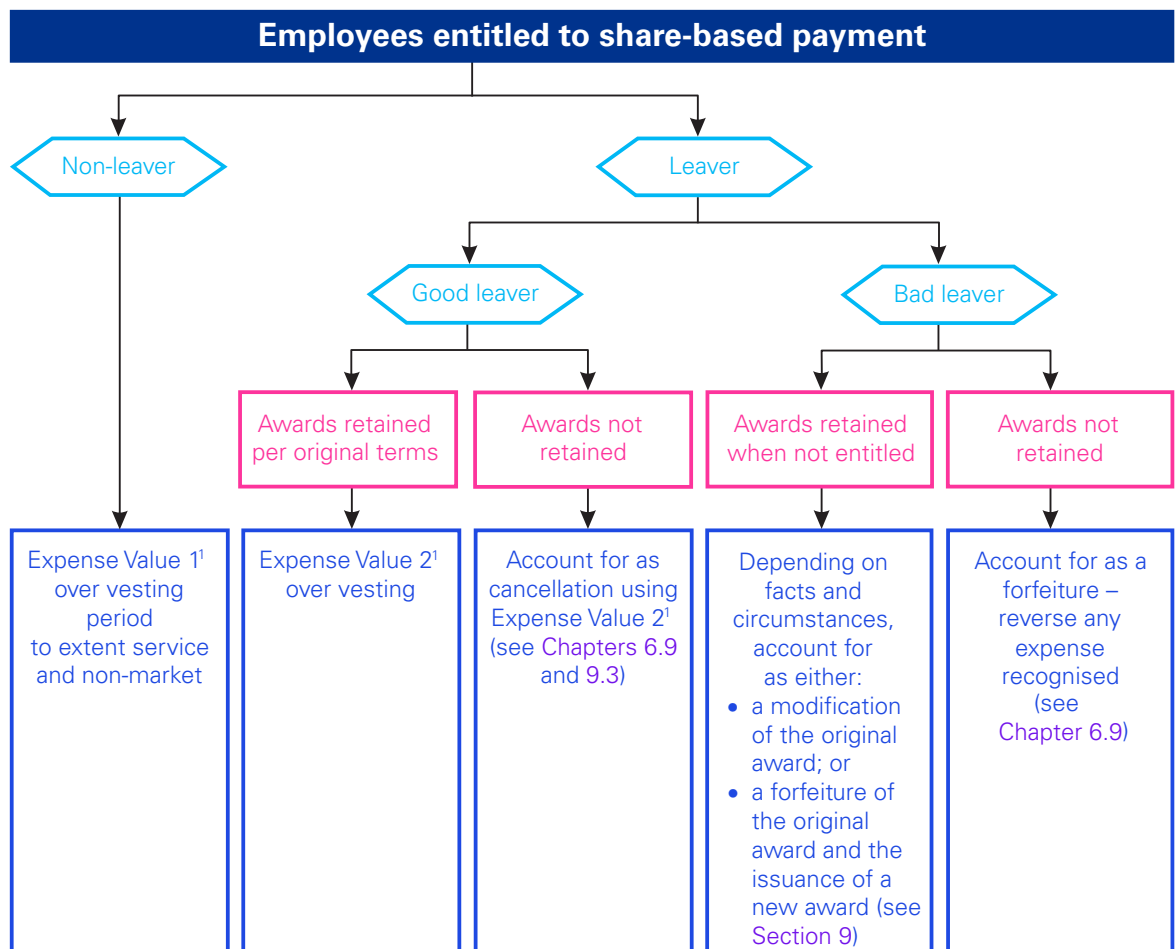 Employees entitled to share-based payment
Non-leaver
Leaver
Good leaver
Bad leaver
Awards retained
per original terms
Awards not
retained
Awards retained
when not entitled
Awards not
retained
Expense Value 1¹
over vesting
period
to extent service
and non-market
Expense Value 2¹
over vesting
Account for as
cancellation using
Expense Value 2¹
(see Chapters 6.9
and 9.3)
Depending on
facts and
circumstances,
account for
as either:
• a modification
of the original
award; or
• a forfeiture of
the original
award and the
issuance of a
new award (see
Section 9)
Account for as a
forfeiture –
reverse any
expense
recognised
(see
Chapter 6.9)